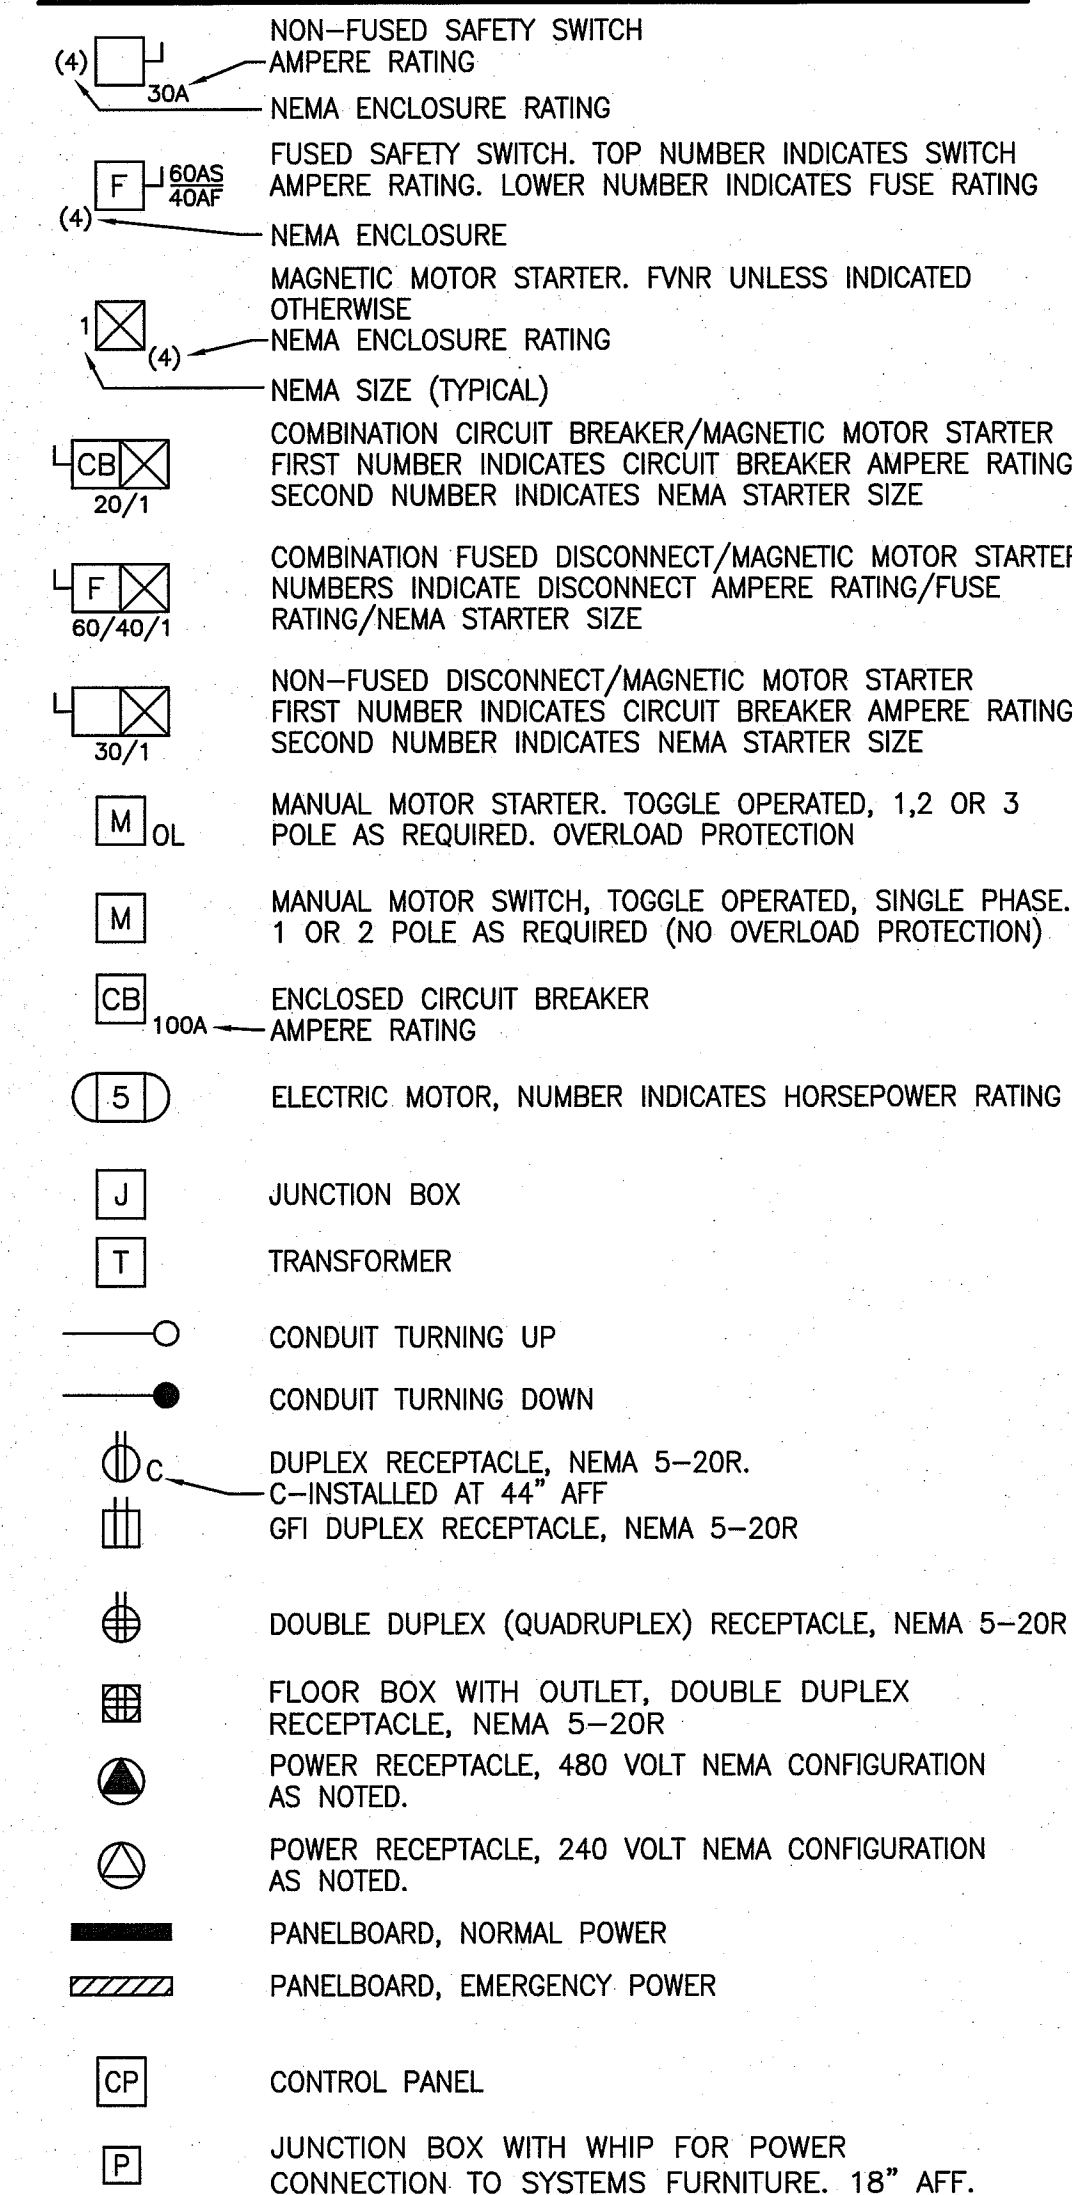 NON-FUSED SAFETY SWITCH
(4) 30A AMPERE RATING
NEMA ENCLOSURE RATING
FUSED SAFETY SWITCH. TOP NUMBER INDICATES SWITCH
F 60AS AMPERE RATING. LOWER NUMBER INDICATES FUSE RATING
40AF
(4) NEMA ENCLOSURE
MAGNETIC MOTOR STARTER. FVNR UNLESS INDICATED
OTHERWISE
1 (4) NEMA ENCLOSURE RATING
NEMA SIZE (TYPICAL)
COMBINATION CIRCUIT BREAKER/MAGNETIC MOTOR STARTER
CB FIRST NUMBER INDICATES CIRCUIT BREAKER AMPERE RATING
20/1 SECOND NUMBER INDICATES NEMA STARTER SIZE
COMBINATION FUSED DISCONNECT/MAGNETIC MOTOR STARTER
F NUMBERS INDICATE DISCONNECT AMPERE RATING/FUSE
60/40/1 RATING/NEMA STARTER SIZE
NON-FUSED DISCONNECT/MAGNETIC MOTOR STARTER
FIRST NUMBER INDICATES CIRCUIT BREAKER AMPERE RATING
30/1 SECOND NUMBER INDICATES NEMA STARTER SIZE
M OL MANUAL MOTOR STARTER. TOGGLE OPERATED, 1,2 OR 3
POLE AS REQUIRED. OVERLOAD PROTECTION
M MANUAL MOTOR SWITCH, TOGGLE OPERATED, SINGLE PHASE.
1 OR 2 POLE AS REQUIRED (NO OVERLOAD PROTECTION)
CB ENCLOSED CIRCUIT BREAKER
100A AMPERE RATING
5 ELECTRIC MOTOR, NUMBER INDICATES HORSEPOWER RATING
J JUNCTION BOX
T TRANSFORMER
CONDUIT TURNING UP
CONDUIT TURNING DOWN
C DUPLEX RECEPTACLE, NEMA 5-20R.
C-INSTALLED AT 44" AFF
GFI DUPLEX RECEPTACLE, NEMA 5-20R
DOUBLE DUPLEX (QUADRUPLEX) RECEPTACLE, NEMA 5-20R
FLOOR BOX WITH OUTLET, DOUBLE DUPLEX
RECEPTACLE, NEMA 5-20R
POWER RECEPTACLE, 480 VOLT NEMA CONFIGURATION
AS NOTED.
POWER RECEPTACLE, 240 VOLT NEMA CONFIGURATION
AS NOTED.
PANELBOARD, NORMAL POWER
PANELBOARD, EMERGENCY POWER
CP CONTROL PANEL
P JUNCTION BOX WITH WHIP FOR POWER
CONNECTION TO SYSTEMS FURNITURE. 18" AFF.